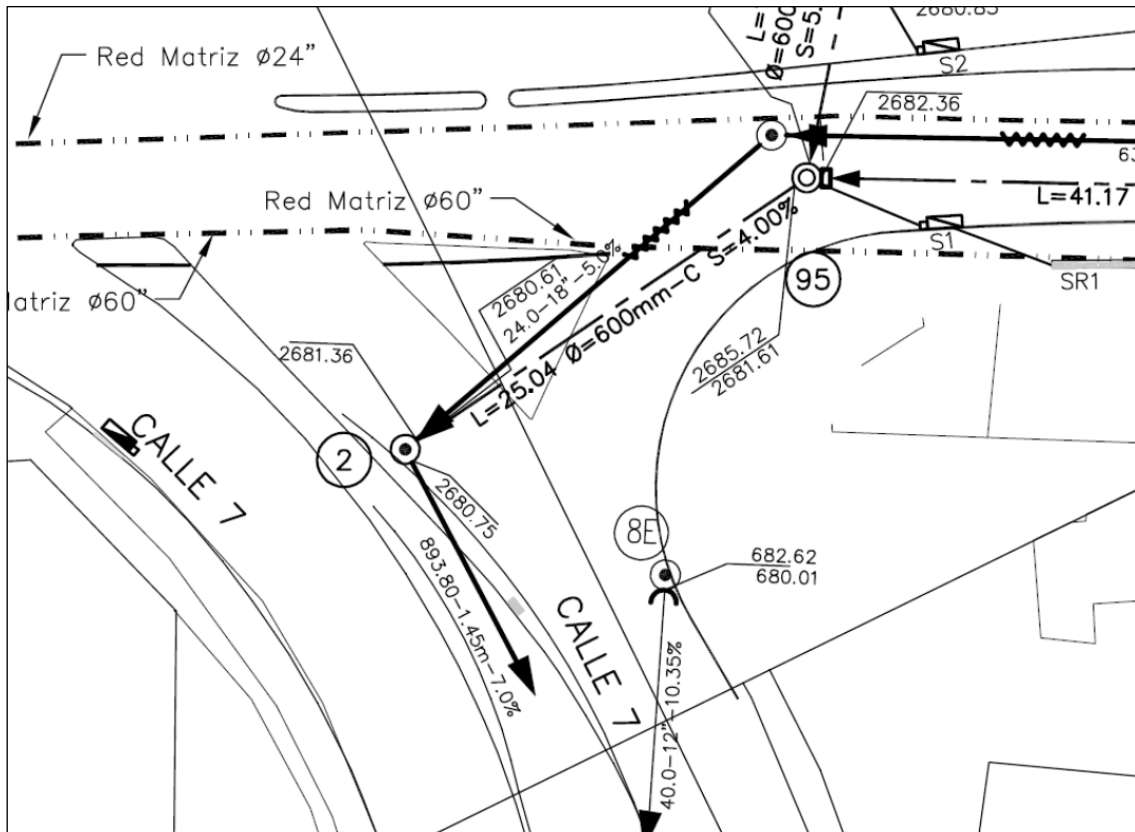 2680.85
L=
Ø=600
S=5.
Red Matriz Ø24"
S2
2682.36
63
Red Matriz Ø60"
L=41.17
S1
SR1
95
Matriz Ø60"
2680.61
24.0-18"-5.0%
L=25.04 Ø=600mm-C S=4.00%
2681.36
2685.72
2681.61
CALLE 7
2
2680.75
8E
682.62
680.01
893.80-1.45m-7.0%
CALLE 7
40.0-12"-10.35%